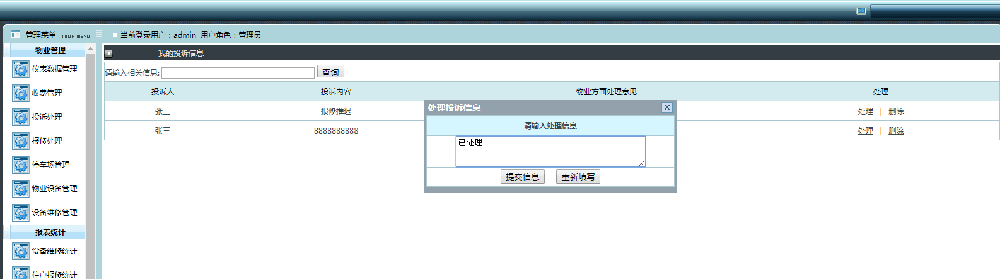 管理菜单 MAIN MENU
当前登录用户：admin 用户角色：管理员
物业管理
仪表数据管理
收费管理
投诉处理
报修处理
停车场管理
物业设备管理
设备维修管理
报表统计
设备维修统计
住户报修统计
我的投诉信息
请输入相关信息: 查询
投诉人 投诉内容 物业方面处理意见 处理
张三 报修推迟 处理 | 删除
张三 8888888888 处理 | 删除
处理投诉信息
请输入处理信息
已处理
提交信息 重新填写